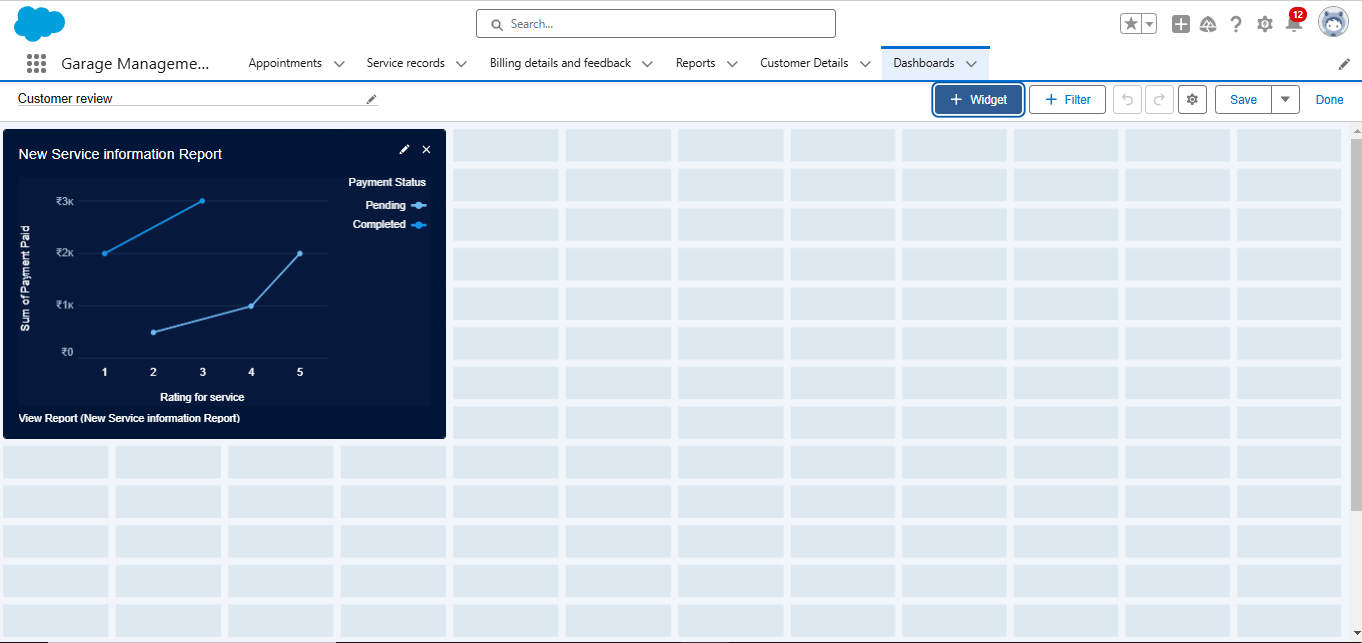 Search...
12
Garage Manageme... Appointments Service records Billing details and feedback Reports Customer Details Dashboards
Customer review
Widget Filter Save Done
New Service information Report
Payment Status
Pending
Completed
Sum of Payment Paid
₹3K
₹2K
₹1K
₹0
1 2 3 4 5
Rating for service
View Report (New Service information Report)